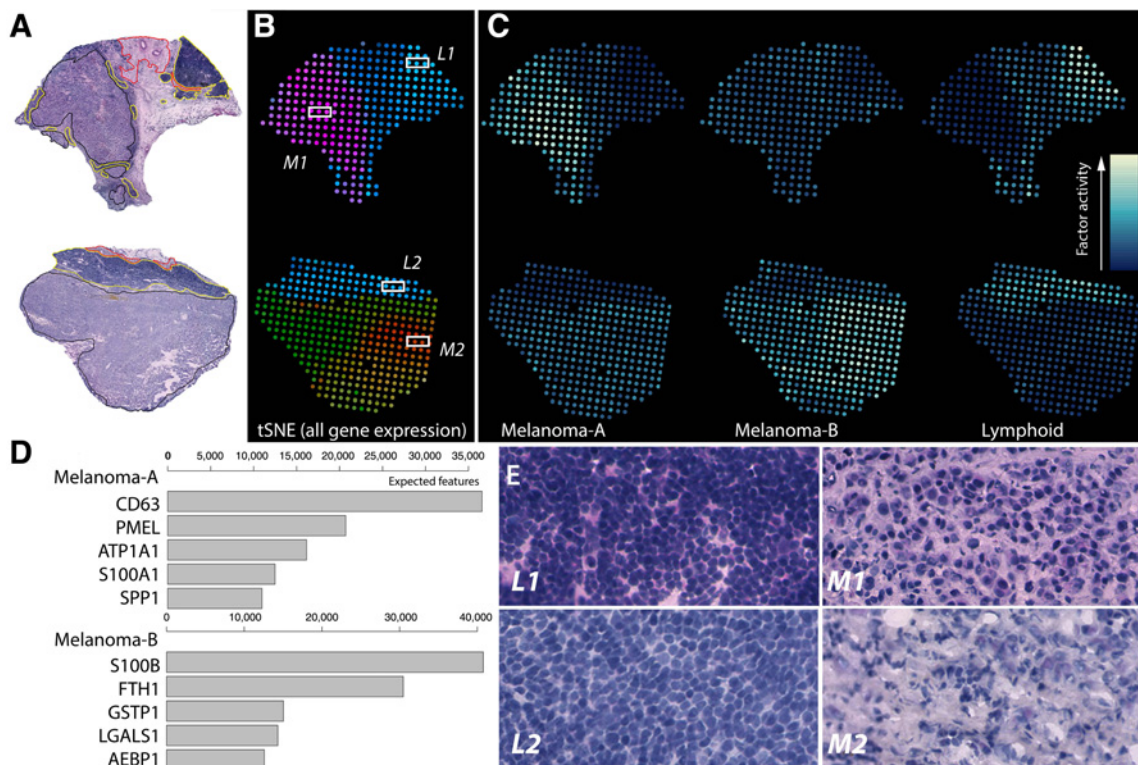 A
B
C
L1
M1
L2
M2
Factor activity
tSNE (all gene expression)
Melanoma-A
Melanoma-B
Lymphoid
D
0 5,000 10,000 15,000 20,000 25,000 30,000 35,000
Melanoma-A
Expected features
CD63
PMEL
ATP1A1
S100A1
SPP1
0 10,000 20,000 30,000 40,000
Melanoma-B
S100B
FTH1
GSTP1
LGALS1
AEBP1
E
L1
M1
L2
M2